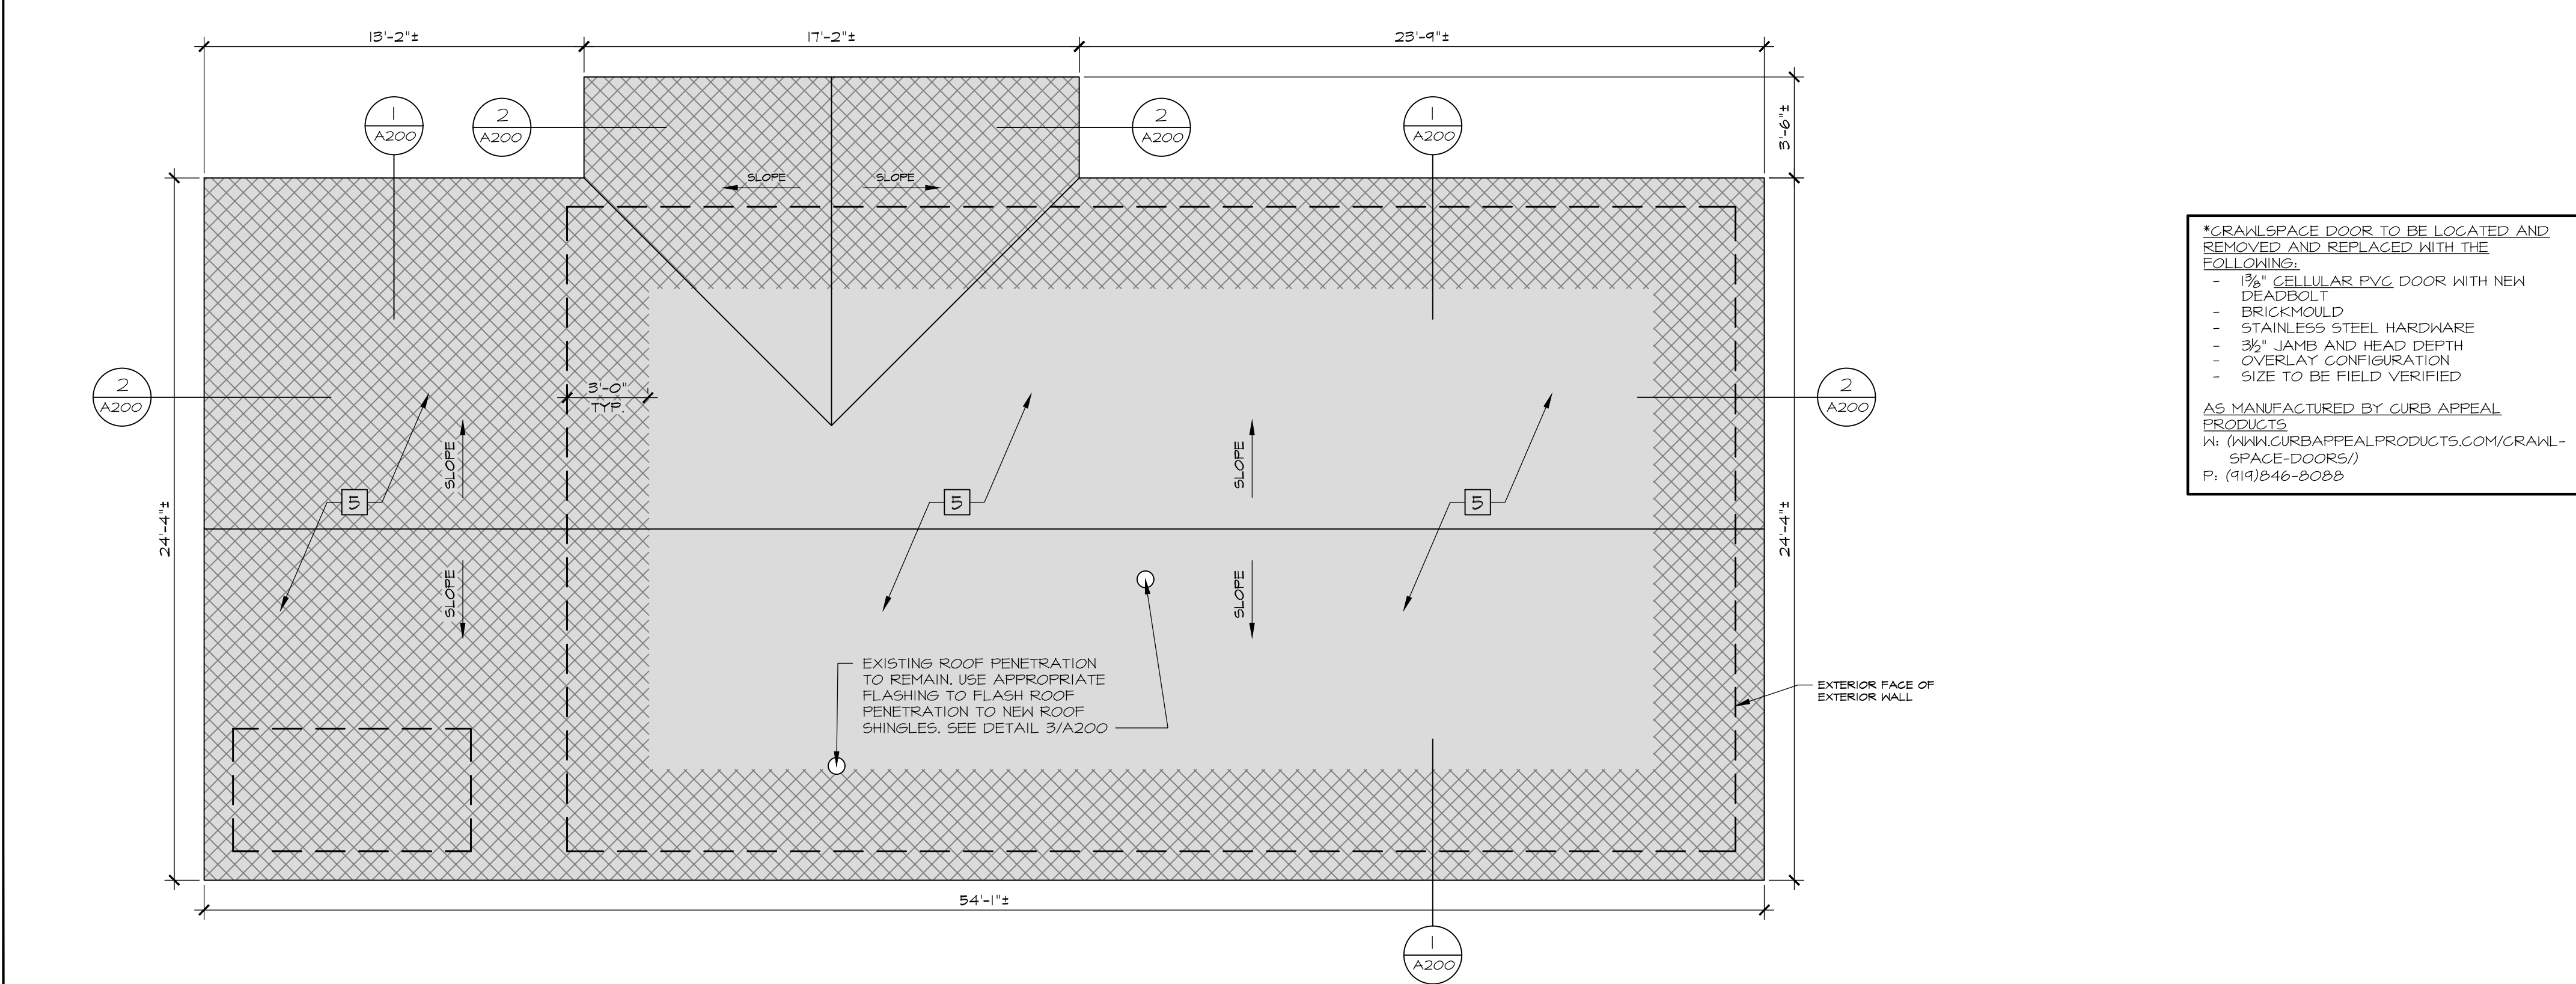 13'-2"±
17'-2"±
23'-9"±
1
A200
2
A200
2
A200
1
A200
3'-6"±
SLOPE
SLOPE
*CRAWLSPACE DOOR TO BE LOCATED AND
REMOVED AND REPLACED WITH THE
FOLLOWING:
- 1⅜" CELLULAR PVC DOOR WITH NEW
DEADBOLT
- BRICKMOULD
- STAINLESS STEEL HARDWARE
- 3½" JAMB AND HEAD DEPTH
- OVERLAY CONFIGURATION
- SIZE TO BE FIELD VERIFIED
AS MANUFACTURED BY CURB APPEAL
PRODUCTS
W: (WWW.CURBAPPEALPRODUCTS.COM/CRAWL-
SPACE-DOORS/)
P: (919)846-8088
2
A200
3'-0"
TYP.
2
A200
SLOPE
SLOPE
5
5
5
24'-4"±
24'-4"±
SLOPE
SLOPE
EXISTING ROOF PENETRATION
TO REMAIN. USE APPROPRIATE
FLASHING TO FLASH ROOF
PENETRATION TO NEW ROOF
SHINGLES. SEE DETAIL 3/A200
EXTERIOR FACE OF
EXTERIOR WALL
54'-1"±
1
A200